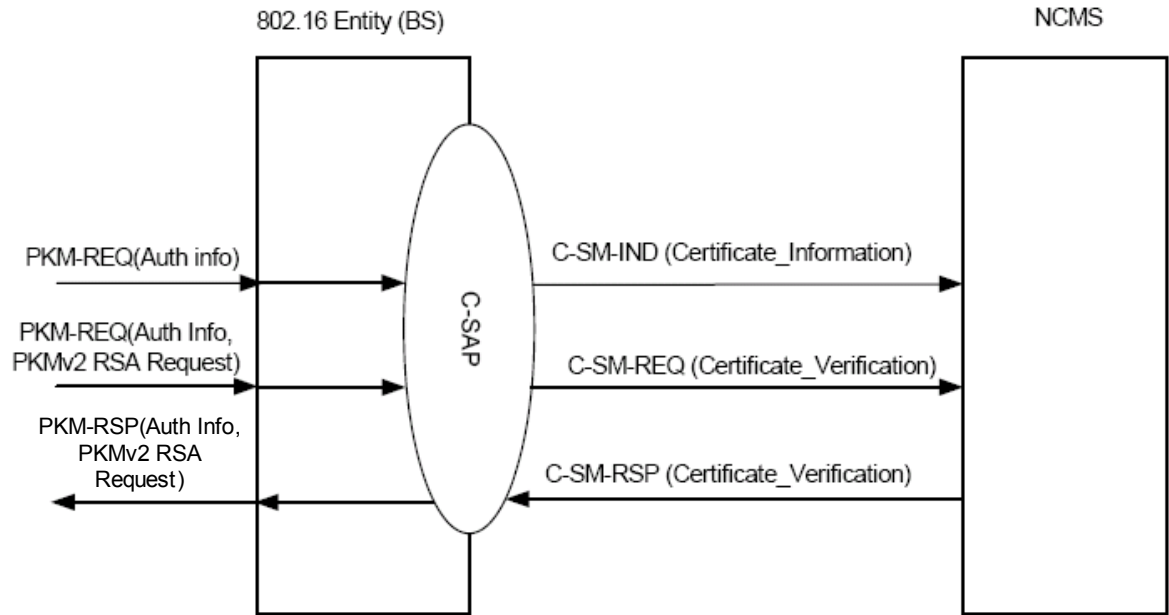 802.16 Entity (BS)
NCMS
PKM-REQ(Auth info)
C-SM-IND (Certificate_Information)
C-SAP
PKM-REQ(Auth Info,
PKMv2 RSA Request)
C-SM-REQ (Certificate_Verification)
PKM-RSP(Auth Info,
PKMv2 RSA
Request)
C-SM-RSP (Certificate_Verification)